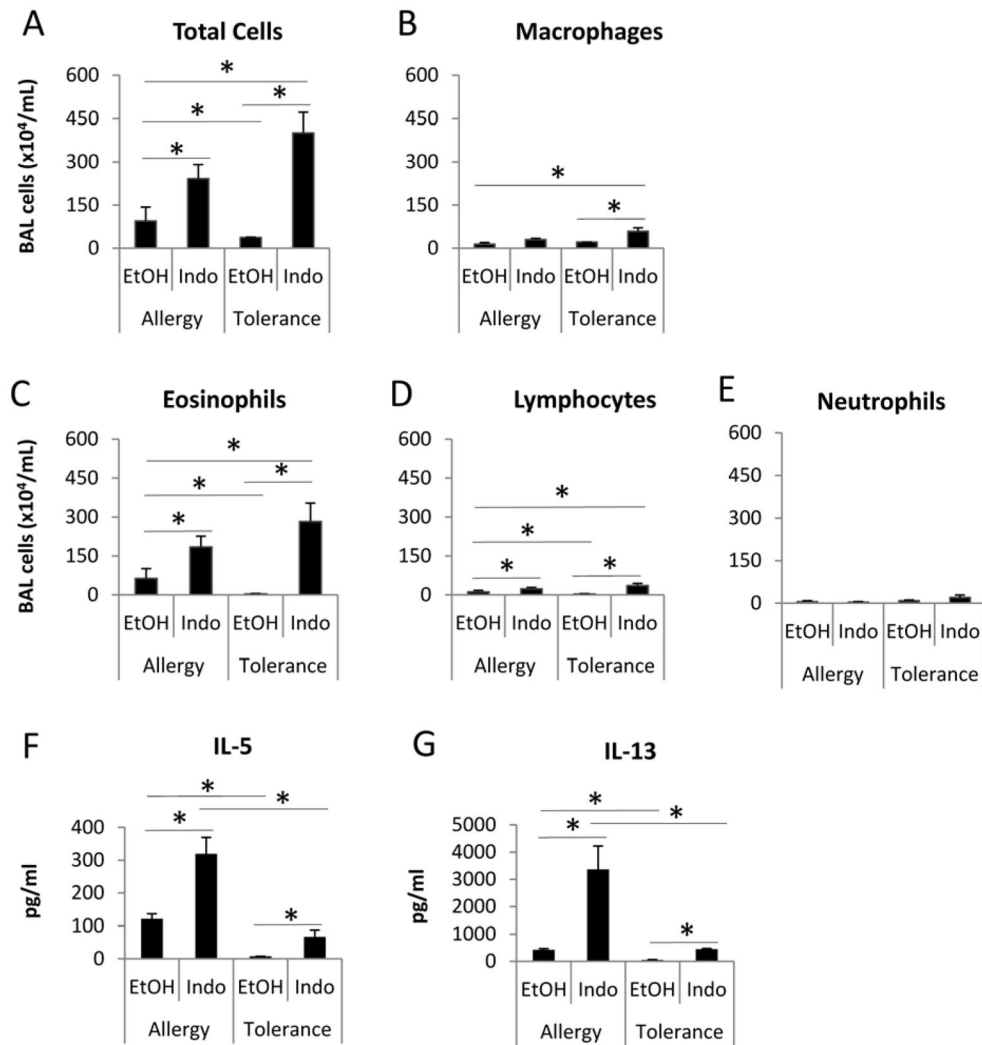 A
Total Cells
BAL cells (x10⁴/mL)
600
450
300
150
0
*
*
*
*
EtOH Indo EtOH Indo
Allergy Tolerance
B
Macrophages
600
450
300
150
0
*
*
EtOH Indo EtOH Indo
Allergy Tolerance
C
Eosinophils
BAL cells (x10⁴/mL)
600
450
300
150
0
*
*
*
*
EtOH Indo EtOH Indo
Allergy Tolerance
D
Lymphocytes
600
450
300
150
0
*
*
*
*
EtOH Indo EtOH Indo
Allergy Tolerance
E
Neutrophils
600
450
300
150
0
EtOH Indo EtOH Indo
Allergy Tolerance
F
IL-5
pg/ml
400
300
200
100
0
*
*
*
*
EtOH Indo EtOH Indo
Allergy Tolerance
G
IL-13
pg/ml
5000
4000
3000
2000
1000
0
*
*
*
*
EtOH Indo EtOH Indo
Allergy Tolerance